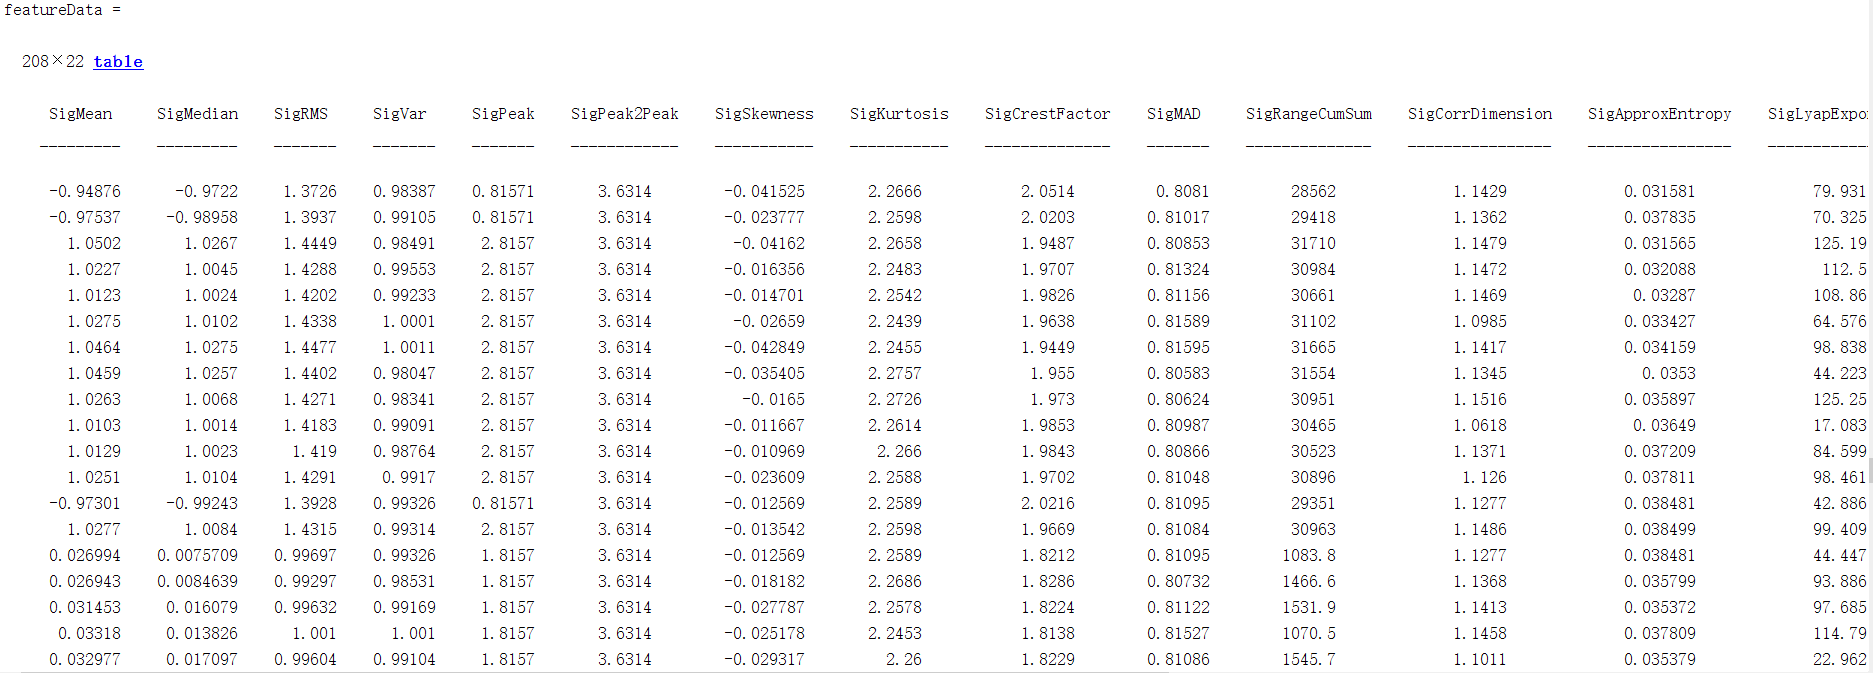 featureData =
208×22 table
SigMean SigMedian SigRMS SigVar SigPeak SigPeak2Peak SigSkewness SigKurtosis SigCrestFactor SigMAD SigRangeCumSum SigCorrDimension SigApproxEntropy SigLyapExpo
_________ _________ _______ _______ _______ ____________ ___________ ___________ ______________ _______ ______________ ________________ ________________ ___________
-0.94876 -0.9722 1.3726 0.98387 0.81571 3.6314 -0.041525 2.2666 2.0514 0.8081 28562 1.1429 0.031581 79.931
-0.97537 -0.98958 1.3937 0.99105 0.81571 3.6314 -0.023777 2.2598 2.0203 0.81017 29418 1.1362 0.037835 70.325
1.0502 1.0267 1.4449 0.98491 2.8157 3.6314 -0.04162 2.2658 1.9487 0.80853 31710 1.1479 0.031565 125.19
1.0227 1.0045 1.4288 0.99553 2.8157 3.6314 -0.016356 2.2483 1.9707 0.81324 30984 1.1472 0.032088 112.5
1.0123 1.0024 1.4202 0.99233 2.8157 3.6314 -0.014701 2.2542 1.9826 0.81156 30661 1.1469 0.03287 108.86
1.0275 1.0102 1.4338 1.0001 2.8157 3.6314 -0.02659 2.2439 1.9638 0.81589 31102 1.0985 0.033427 64.576
1.0464 1.0275 1.4477 1.0011 2.8157 3.6314 -0.042849 2.2455 1.9449 0.81595 31665 1.1417 0.034159 98.838
1.0459 1.0257 1.4402 0.98047 2.8157 3.6314 -0.035405 2.2757 1.955 0.80583 31554 1.1345 0.0353 44.223
1.0263 1.0068 1.4271 0.98341 2.8157 3.6314 -0.0165 2.2726 1.973 0.80624 30951 1.1516 0.035897 125.25
1.0103 1.0014 1.4183 0.99091 2.8157 3.6314 -0.011667 2.2614 1.9853 0.80987 30465 1.0618 0.03649 17.083
1.0129 1.0023 1.419 0.98764 2.8157 3.6314 -0.010969 2.266 1.9843 0.80866 30523 1.1371 0.037209 84.599
1.0251 1.0104 1.4291 0.9917 2.8157 3.6314 -0.023609 2.2588 1.9702 0.81048 30896 1.126 0.037811 98.461
-0.97301 -0.99243 1.3928 0.99326 0.81571 3.6314 -0.012569 2.2589 2.0216 0.81095 29351 1.1277 0.038481 42.886
1.0277 1.0084 1.4315 0.99314 2.8157 3.6314 -0.013542 2.2598 1.9669 0.81084 30963 1.1486 0.038499 99.409
0.026994 0.0075709 0.99697 0.99326 1.8157 3.6314 -0.012569 2.2589 1.8212 0.81095 1083.8 1.1277 0.038481 44.447
0.026943 0.0084639 0.99297 0.98531 1.8157 3.6314 -0.018182 2.2686 1.8286 0.80732 1466.6 1.1368 0.035799 93.886
0.031453 0.016079 0.99632 0.99169 1.8157 3.6314 -0.027787 2.2578 1.8224 0.81122 1531.9 1.1413 0.035372 97.685
0.03318 0.013826 1.001 1.001 1.8157 3.6314 -0.025178 2.2453 1.8138 0.81527 1070.5 1.1458 0.037809 114.79
0.032977 0.017097 0.99604 0.99104 1.8157 3.6314 -0.029317 2.26 1.8229 0.81086 1545.7 1.1011 0.035379 22.962